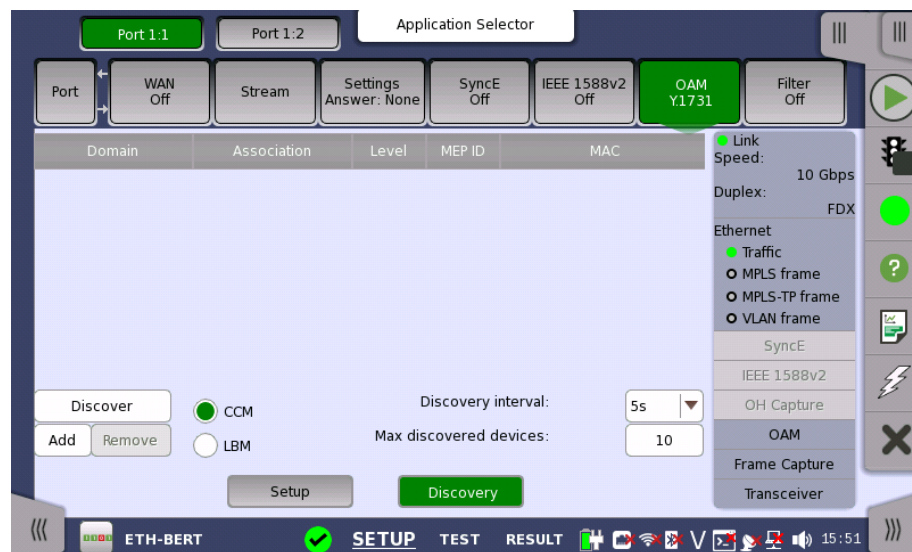 Application Selector
Port 1:1
Port 1:2
Port
WAN
Off
Stream
Settings
Answer: None
SyncE
Off
IEEE 1588v2
Off
OAM
Y.1731
Filter
Off
Domain Association Level MEP ID MAC
Link
Speed:
10 Gbps
Duplex:
FDX
Ethernet
Traffic
MPLS frame
MPLS-TP frame
VLAN frame
SyncE
IEEE 1588v2
OH Capture
OAM
Frame Capture
Transceiver
Discover
CCM
Discovery interval:
5s
Add
Remove
LBM
Max discovered devices:
10
Setup
Discovery
ETH-BERT
SETUP
TEST
RESULT
15:51